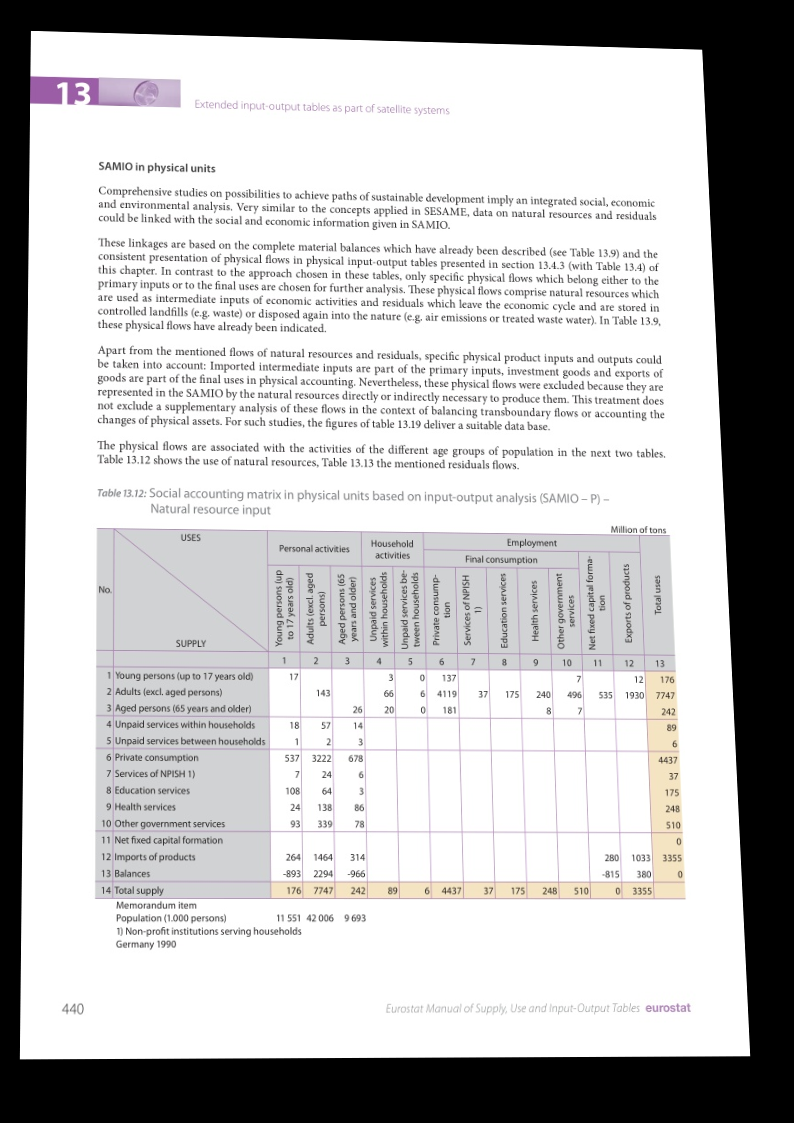 13
Extended input-output tables as part of satellite systems
SAMIO in physical units
Comprehensive studies on possibilities to achieve paths of sustainable development imply an integrated social, economic
and environmental analysis. Very similar to the concepts applied in SESAME, data on natural resources and residuals
could be linked with the social and economic information given in SAMIO.
These linkages are based on the complete material balances which have already been described (see Table 13.9) and the
consistent presentation of physical flows in physical input-output tables presented in section 13.4.3 (with Table 13.4) of
this chapter. In contrast to the approach chosen in these tables, only specific physical flows which belong either to the
primary inputs or to the final uses are chosen for further analysis. These physical flows comprise natural resources which
are used as intermediate inputs of economic activities and residuals which leave the economic cycle and are stored in
controlled landfills (e.g. waste) or disposed again into the nature (e.g. air emissions or treated waste water). In Table 13.9,
these physical flows have already been indicated.
Apart from the mentioned flows of natural resources and residuals, specific physical product inputs and outputs could
be taken into account: Imported intermediate inputs are part of the primary inputs, investment goods and exports of
goods are part of the final uses in physical accounting. Nevertheless, these physical flows were excluded because they are
represented in the SAMIO by the natural resources directly or indirectly necessary to produce them. This treatment does
not exclude a supplementary analysis of these flows in the context of balancing transboundary flows or accounting the
changes of physical assets. For such studies, the figures of table 13.19 deliver a suitable data base.
The physical flows are associated with the activities of the different age groups of population in the next two tables.
Table 13.12 shows the use of natural resources, Table 13.13 the mentioned residuals flows.
Table 13.12: Social accounting matrix in physical units based on input-output analysis (SAMIO – P) –
Natural resource input
Million of tons
No. USES SUPPLY
Personal activities Household activities Employment
Final consumption
Young persons (up to 17 years old) Adults (excl. aged persons) Aged persons (65 years and older) Unpaid services within households Unpaid services be-tween households Private consump-tion Services of NPISH 1) Education services Health services Other government services Net fixed capital forma-tion Exports of products Total uses
1 2 3 4 5 6 7 8 9 10 11 12 13
1 Young persons (up to 17 years old) 17 3 0 137 7 12 176
2 Adults (excl. aged persons) 143 66 6 4119 37 175 240 496 535 1930 7747
3 Aged persons (65 years and older) 26 20 0 181 8 7 242
4 Unpaid services within households 18 57 14 89
5 Unpaid services between households 1 2 3 6
6 Private consumption 537 3222 678 4437
7 Services of NPISH 1) 7 24 6 37
8 Education services 108 64 3 175
9 Health services 24 138 86 248
10 Other government services 93 339 78 510
11 Net fixed capital formation 0
12 Imports of products 264 1464 314 280 1033 3355
13 Balances -893 2294 -966 -815 380 0
14 Total supply 176 7747 242 89 6 4437 37 175 248 510 0 3355
Memorandum item
Population (1.000 persons) 11 551 42 006 9 693
1) Non-profit institutions serving households
Germany 1990
440
Eurostat Manual of Supply, Use and Input-Output Tables eurostat